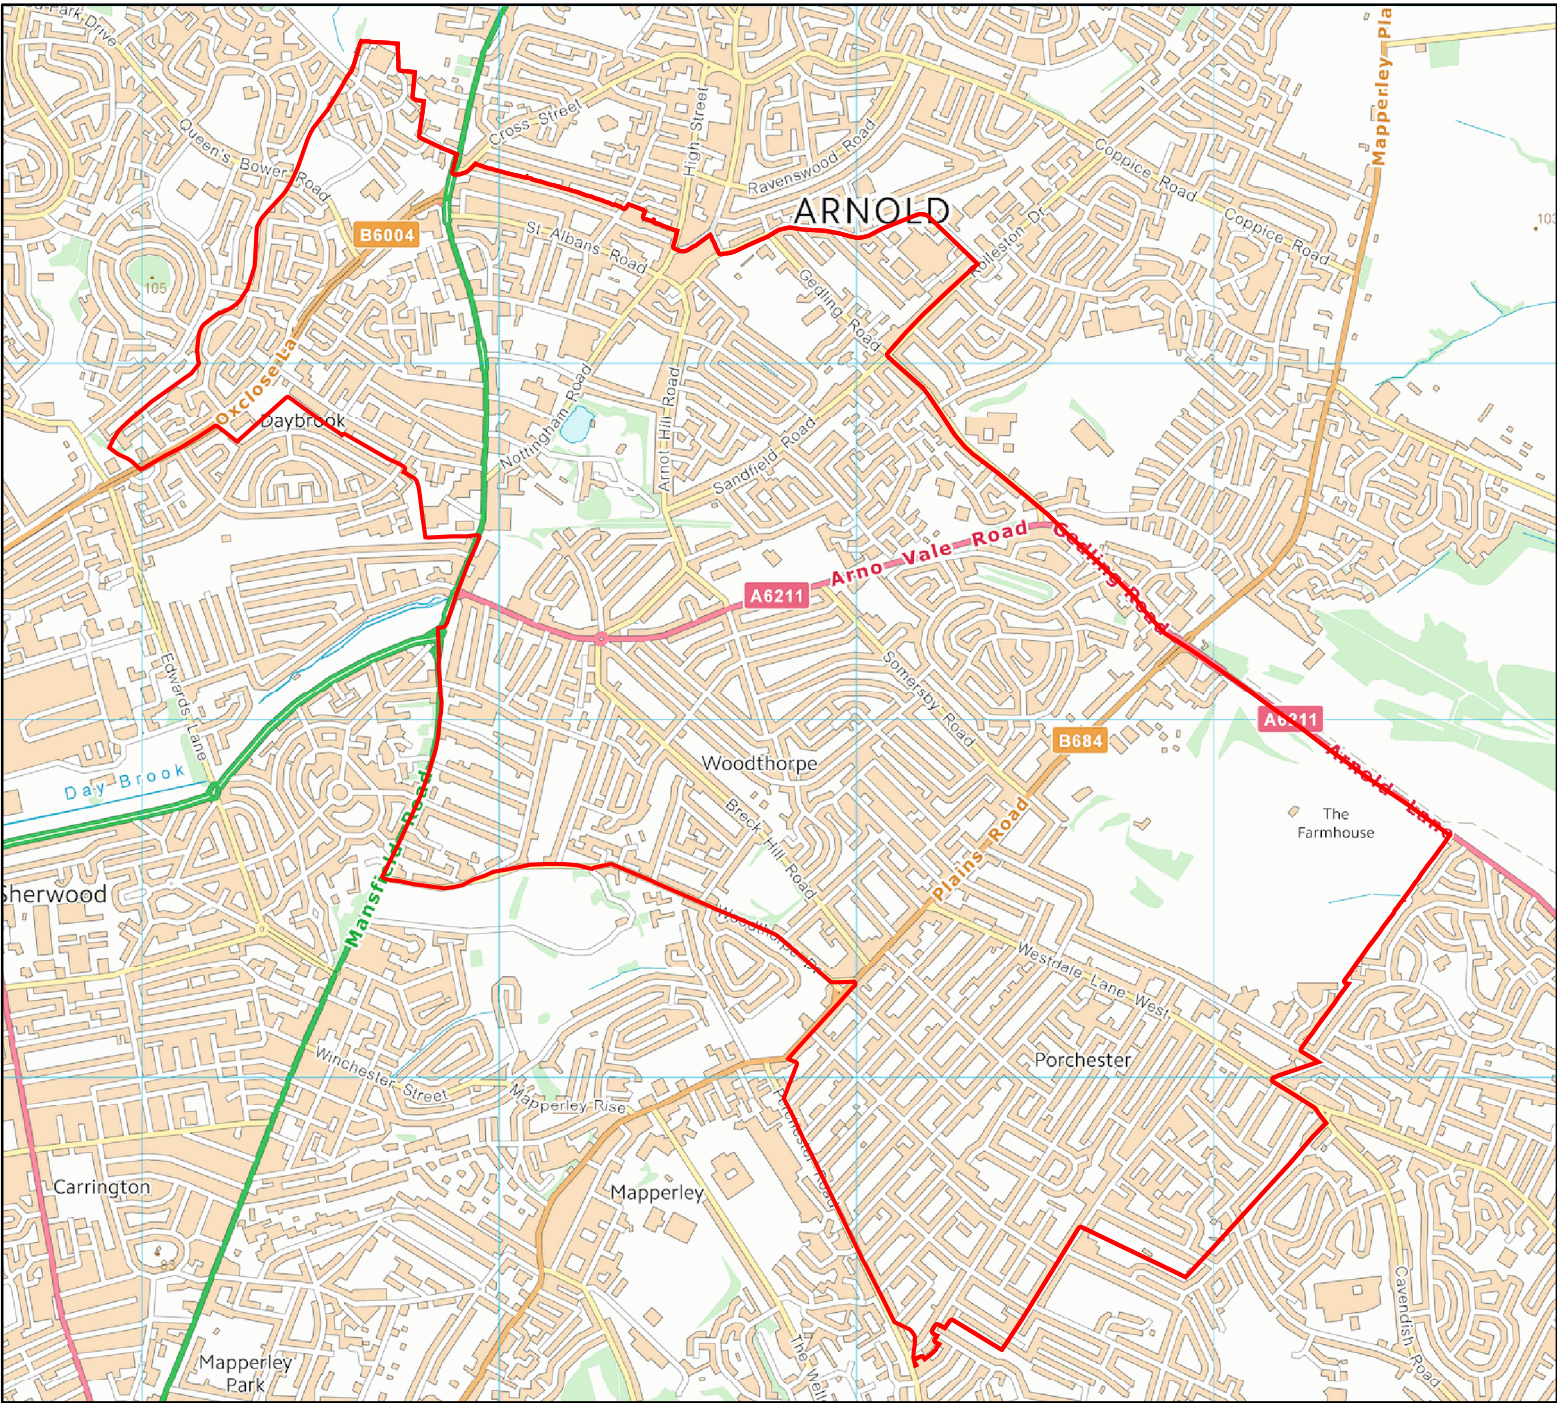 Park Drive
Mapperley Pla
Queen's Bower Road
Cross Street
High Street
Ravenswood Road
Coppice Road
ARNOLD
Coppice Road
103
B6004
St Albans Road
Rolleston Dr
105
Gedling Road
Oxclose La
Daybrook
Nottingham Road
Arnot Hill Road
Sandfield Road
Arno Vale Road
Gedling Road
A6211
Edwards Lane
Somersby Road
A6211
B684
Woodthorpe
Day Brook
Arnold Lane
Mansfield Road
Breck Hill Road
Plains Road
The
Farmhouse
Sherwood
Woodthorpe Dr
Westdale Lane West
Winchester Street
Mapperley Rise
Porchester
Porchester Road
Carrington
Mapperley
83
Cavendish Road
Mapperley
Park
The Wells